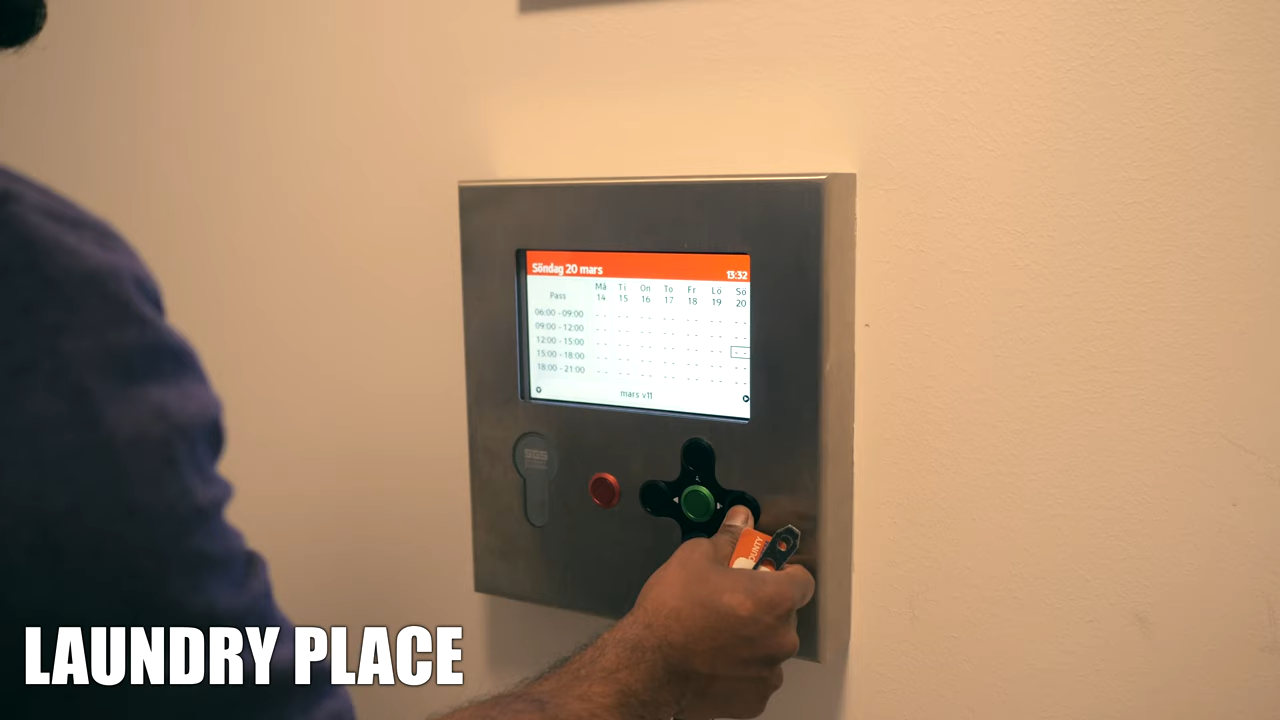 Söndag 20 mars 13:32
Må Ti On To Fr Lö Sö
Pass 14 15 16 17 18 19 20
06:00 - 09:00 -- -- -- -- -- -- --
09:00 - 12:00 -- -- -- -- -- -- --
12:00 - 15:00 -- -- -- -- -- -- --
15:00 - 18:00 -- -- -- -- -- -- --
18:00 - 21:00 -- -- -- -- -- -- --
mars v11
OUNTY
LAUNDRY PLACE